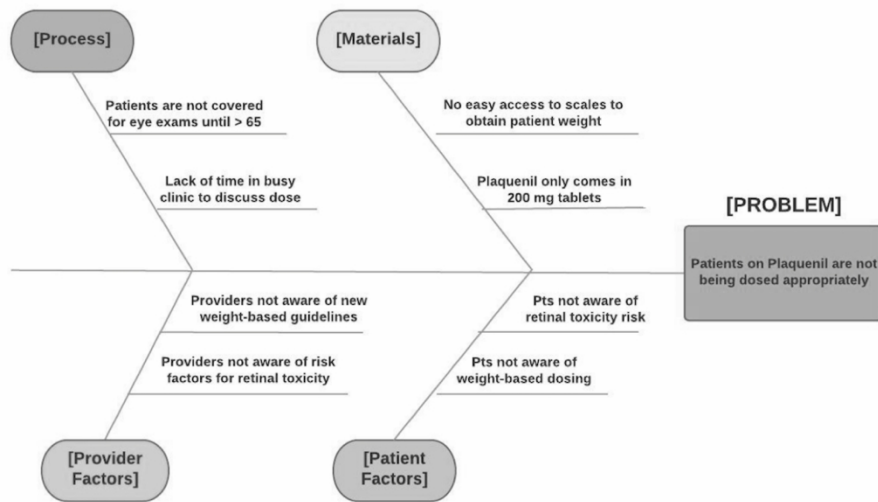 [Process]
[Materials]
Patients are not covered
for eye exams until > 65
No easy access to scales to
obtain patient weight
Lack of time in busy
clinic to discuss dose
Plaquenil only comes in
200 mg tablets
[PROBLEM]
Patients on Plaquenil are not
being dosed appropriately
Providers not aware of new
weight-based guidelines
Pts not aware of
retinal toxicity risk
Providers not aware of risk
factors for retinal toxicity
Pts not aware of
weight-based dosing
[Provider
Factors]
[Patient
Factors]